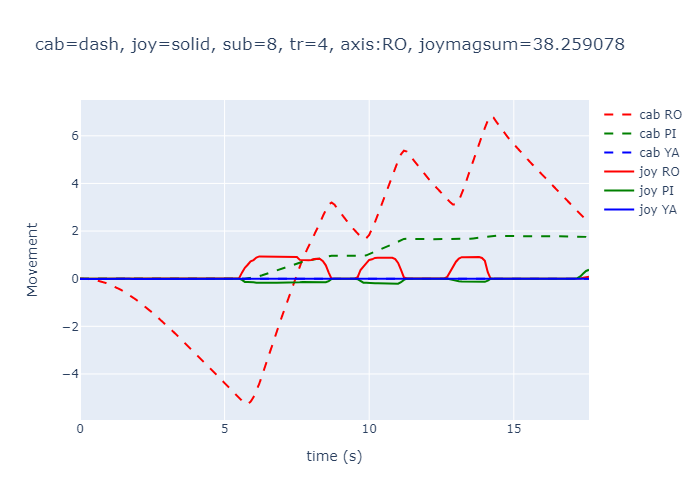 cab=dash, joy=solid, sub=8, tr=4, axis:RO, joymagsum=38.259078
cab RO
cab PI
cab YA
joy RO
joy PI
joy YA
Movement
6
4
2
0
−2
−4
0
5
10
15
time (s)